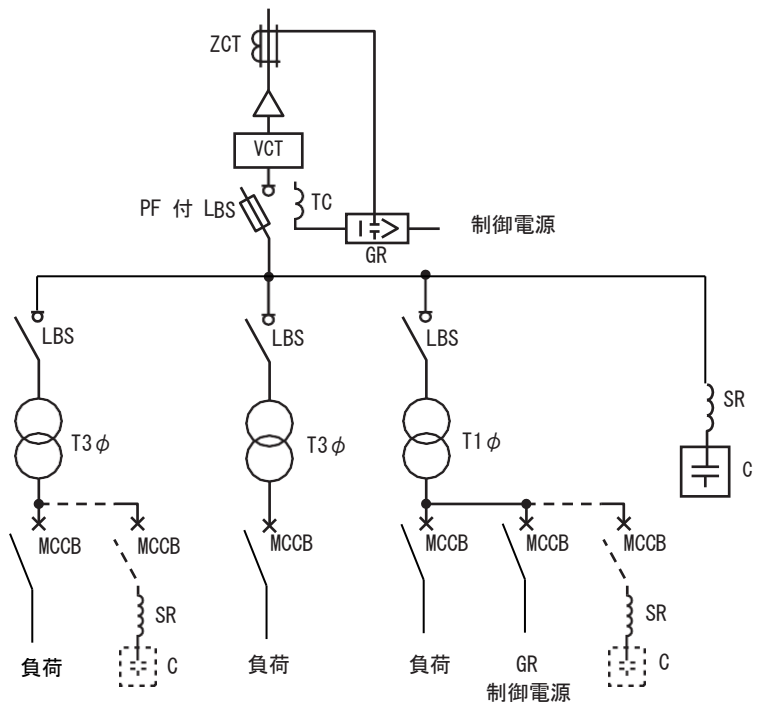 ZCT
VCT
PF 付 LBS
TC
制御電源
GR
LBS
LBS
LBS
SR
T3φ
T3φ
T1φ
C
MCCB
MCCB
MCCB
MCCB
MCCB
MCCB
SR
SR
C
C
負荷
負荷
負荷
GR
制御電源